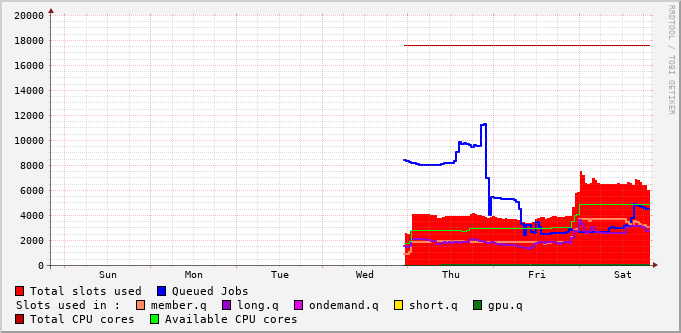 20000
18000
16000
14000
12000
10000
8000
6000
4000
2000
0
Sun Mon Tue Wed Thu Fri Sat
RRDTOOL / TOBI OETIKER
Total slots used Queued Jobs
Slots used in : member.q long.q ondemand.q short.q gpu.q
Total CPU cores Available CPU cores